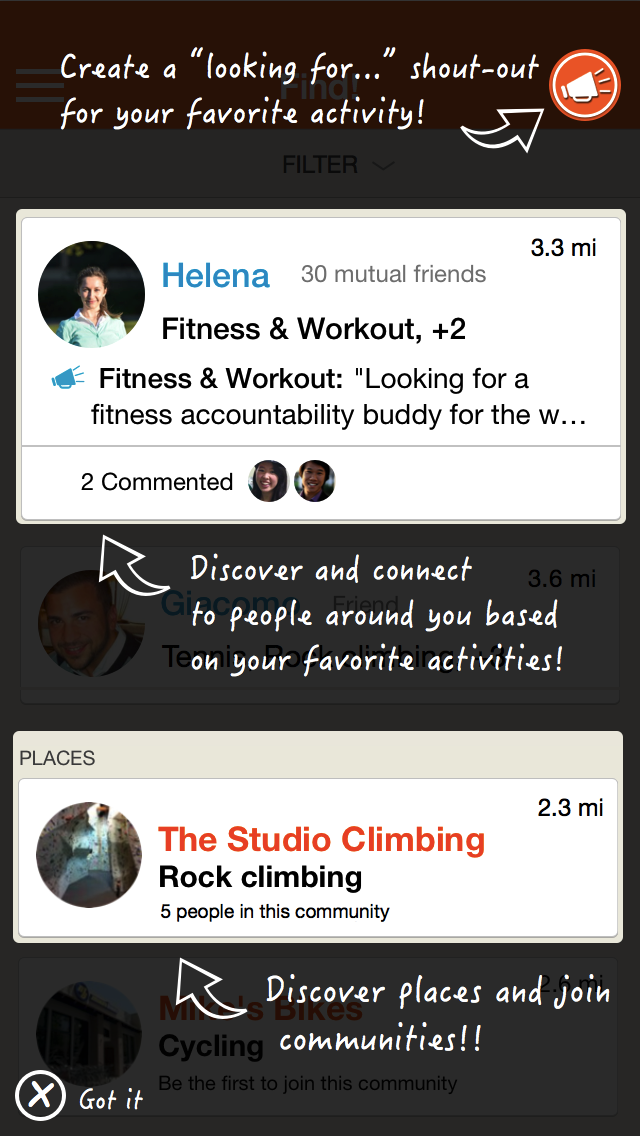 Create a “looking for...” shout-out
for your favorite activity!
Find!
FILTER
3.3 mi
Helena 30 mutual friends
Fitness & Workout, +2
Fitness & Workout: "Looking for a
fitness accountability buddy for the w...
2 Commented
Discover and connect
3.6 mi
Giacomo Friend
to people around you based
Tennis, Rock climbing, +3
on your favorite activities!
PLACES
2.3 mi
The Studio Climbing
Rock climbing
5 people in this community
2.6 mi
Discover places and join
Mike's Bikes
Cycling
communities!!
Be the first to join this community
Got it